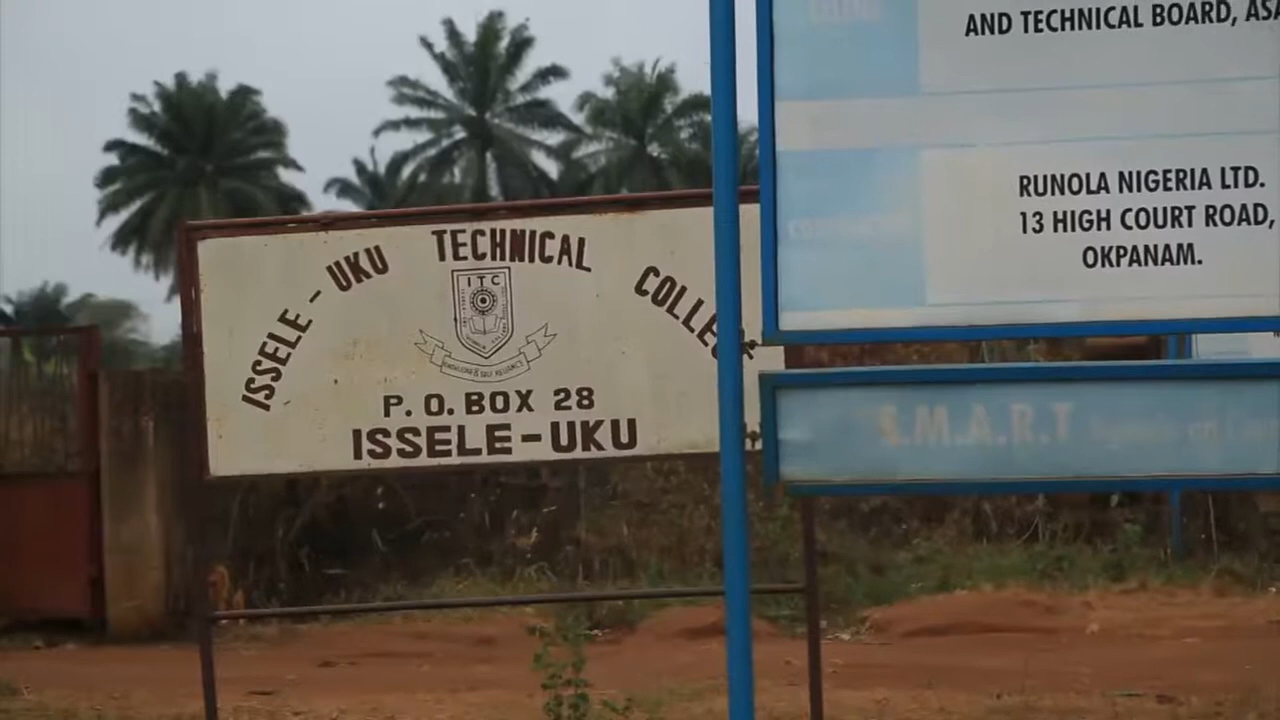 ISSELE-UKU TECHNICAL COLLEGE
ITC
P. O. BOX 28
ISSELE-UKU
AND TECHNICAL BOARD,
RUNOLA NIGERIA LTD.
13 HIGH COURT ROAD,
OKPANAM.
S.M.A.R.T